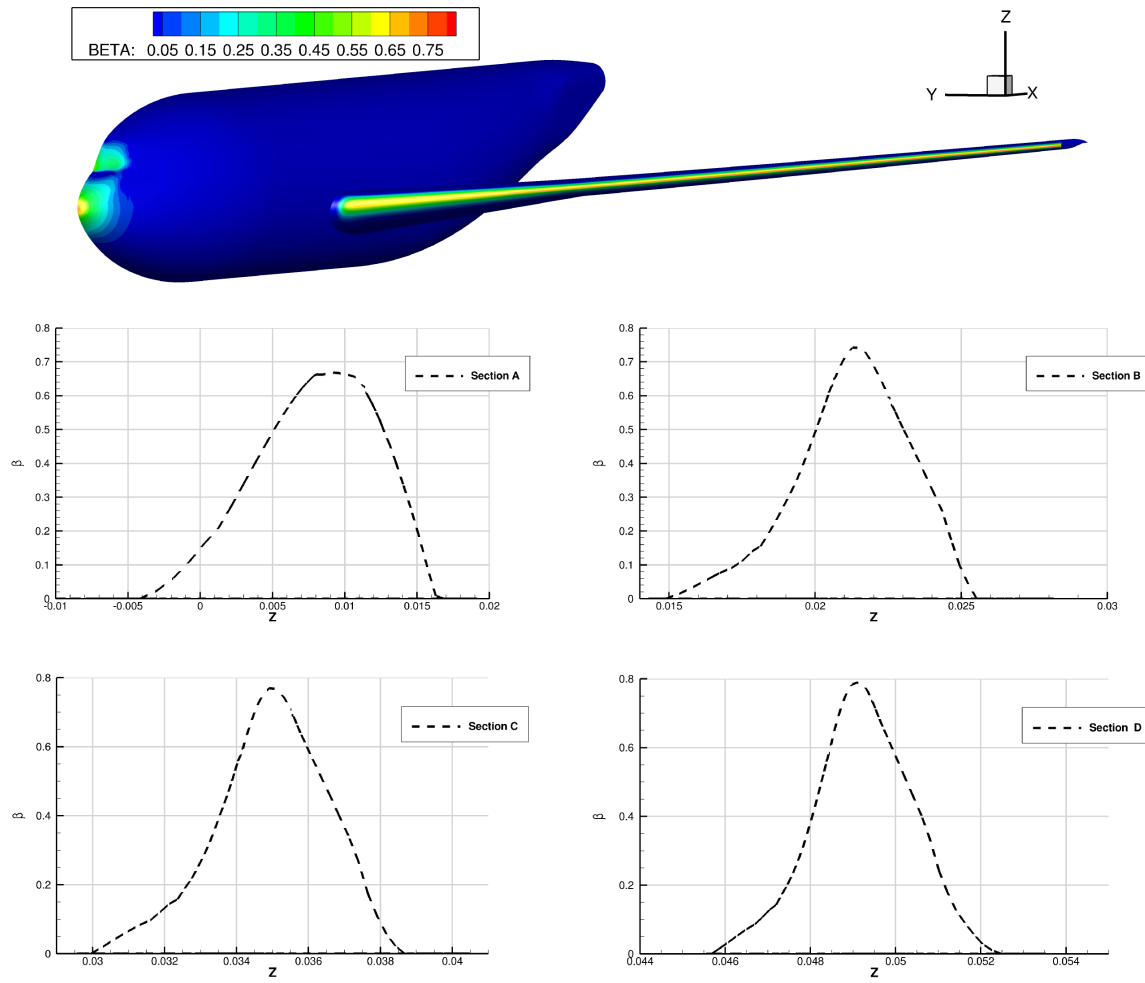 BETA: 0.05 0.15 0.25 0.35 0.45 0.55 0.65 0.75
Z
Y
X
0.8
0.7
0.6
0.5
0.4
0.3
0.2
0.1
0
β
-0.01 -0.005 0 0.005 0.01 0.015 0.02
Z
Section A
0.8
0.7
0.6
0.5
0.4
0.3
0.2
0.1
0
β
0.015 0.02 0.025 0.03
Z
Section B
0.8
0.6
0.4
0.2
0
β
0.03 0.032 0.034 0.036 0.038 0.04
Z
Section C
0.8
0.6
0.4
0.2
0
β
0.044 0.046 0.048 0.05 0.052 0.054
Z
Section D